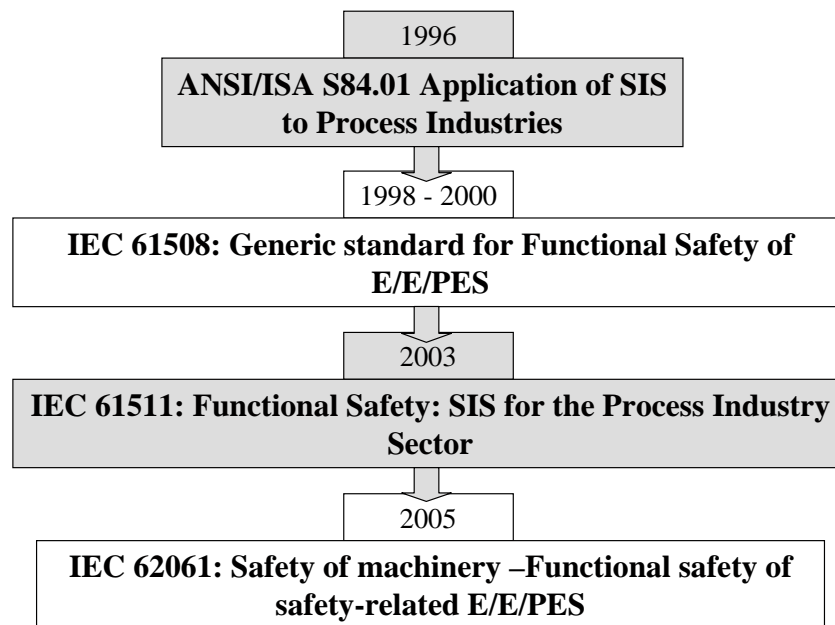 1996
ANSI/ISA S84.01 Application of SIS
to Process Industries
1998 - 2000
IEC 61508: Generic standard for Functional Safety of
E/E/PES
2003
IEC 61511: Functional Safety: SIS for the Process Industry
Sector
2005
IEC 62061: Safety of machinery –Functional safety of
safety-related E/E/PES